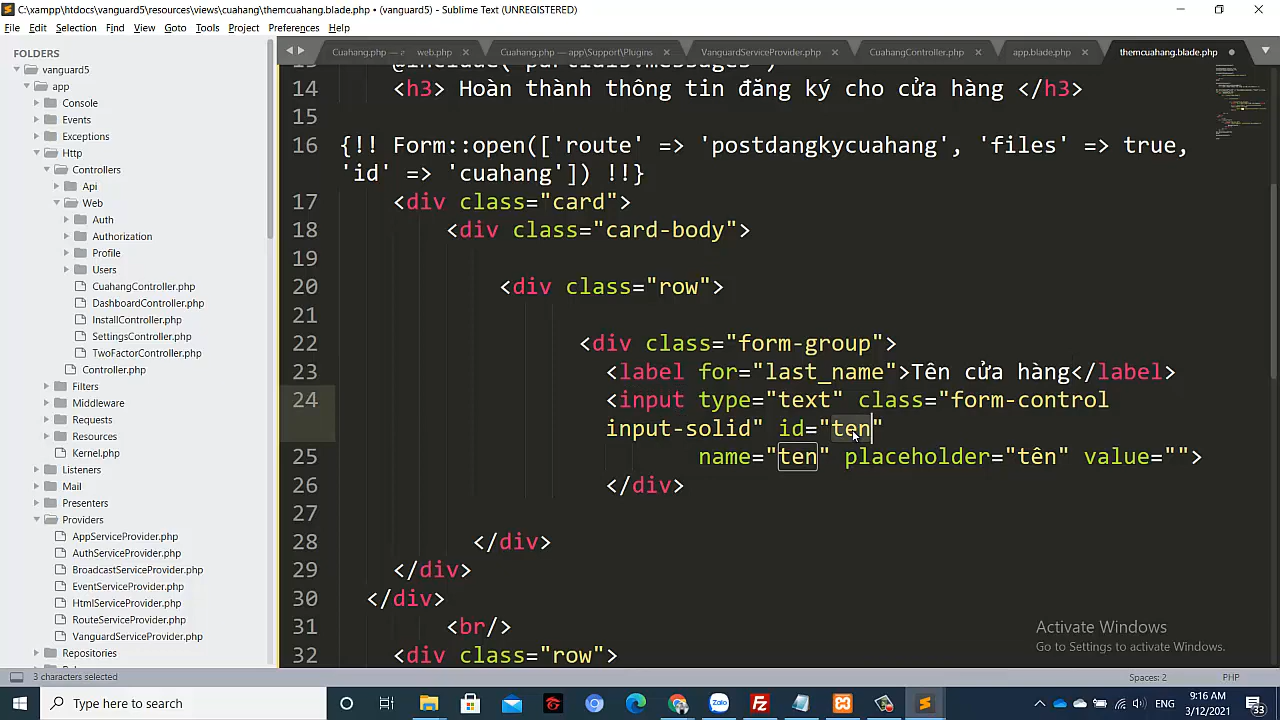 C:\xampp\htdocs\vanguard5\resources\views\cuahang\themcuahang.blade.php • (vanguard5) - Sublime Text (UNREGISTERED)
File Edit Selection Find View Goto Tools Project Preferences Help
FOLDERS
vanguard5
app
Console
Events
Exceptions
Http
Controllers
Api
Web
Auth
Authorization
Profile
Users
CuahangController.php
DashboardController.php
InstallController.php
SettingsController.php
TwoFactorController.php
Controller.php
Filters
Middleware
Requests
Resources
Kernel.php
Listeners
Mail
Presenters
Providers
AppServiceProvider.php
AuthServiceProvider.php
BroadcastServiceProvider.php
EventServiceProvider.php
HtmlServiceProvider.php
RouteServiceProvider.php
VanguardServiceProvider.php
Repositories
Cuahang.php — web.php Cuahang.php — app\Support\Plugins VanguardServiceProvider.php CuahangController.php app.blade.php themcuahang.blade.php
@include('partials.messages')
14 <h3> Hoàn thành thông tin đăng ký cho cửa hàng </h3>
15
16 {!! Form::open(['route' => 'postdangkycuahang', 'files' => true,
'id' => 'cuahang']) !!}
17 <div class="card">
18 <div class="card-body">
19
20 <div class="row">
21
22 <div class="form-group">
23 <label for="last_name">Tên cửa hàng</label>
24 <input type="text" class="form-control
input-solid" id="ten"
25 name="ten" placeholder="tên" value="">
26 </div>
27
28 </div>
29 </div>
30 </div>
31 <br/>
32 <div class="row">
Activate Windows
Go to Settings to activate Windows.
3 characters selected Spaces: 2 PHP
Type here to search
9:16 AM
3/12/2021
33